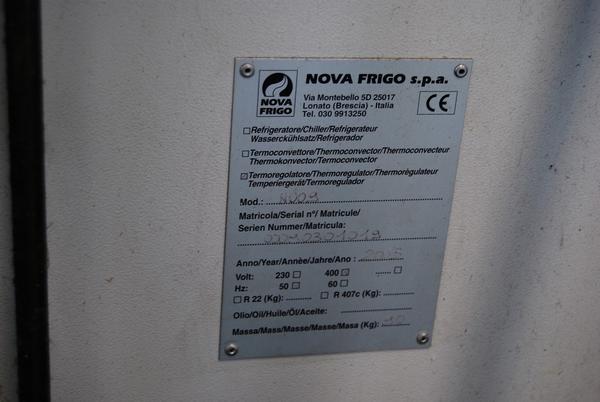 NOVA FRIGO
NOVA FRIGO s.p.a.
Via Montebello 5D 25017
Lonato (Brescia) - Italia
Tel. 030 9913250
CE
Refrigeratore/Chiller/Refrigerateur
Wasserckühlsatz/Refrigerador
Termoconvettore/Thermoconvector/Thermoconvecteur
Thermokonvector/Termoconvector
Termoregolatore/Thermoregulator/Thermorégulateur
Temperiergerät/Termoregulador
Mod.:
Matricola/Serial n°/ Matricule/
Serien Nummer/Matricula:
Anno/Year/Annèe/Jahre/Ano :
Volt: 230 400
Hz: 50 60
R 22 (Kg): R 407c (Kg):
Olio/Oil/Huile/Öl/Aceite:
Massa/Mass/Masse/Masse/Masa (Kg):